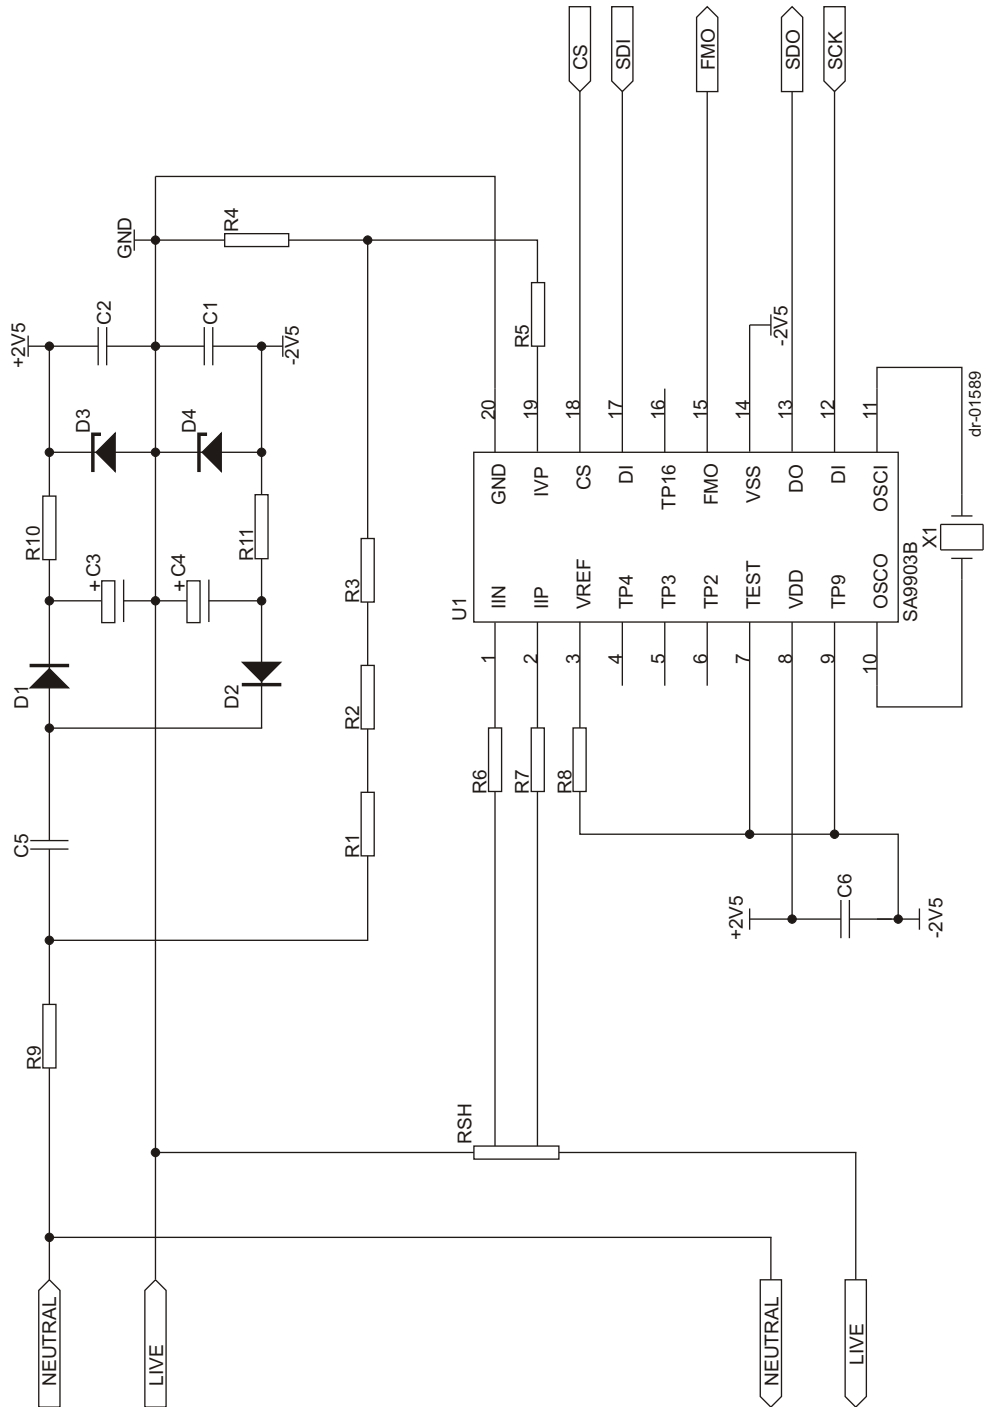 NEUTRAL
LIVE
NEUTRAL
LIVE
R9
C5
D1
D2
C3
+
C4
+
R10
R11
D3
D4
+2V5
C2
C1
-2V5
GND
R4
R1
R2
R3
R5
RSH
R6
R7
R8
+2V5
C6
-2V5
U1
1
IIN
2
IIP
3
VREF
4
TP4
5
TP3
6
TP2
7
TEST
8
VDD
9
TP9
10
OSCO
GND
20
IVP
19
CS
18
DI
17
TP16
16
FMO
15
VSS
14
DO
13
DI
12
OSCI
11
SA9903B
X1
-2V5
CS
SDI
FMO
SDO
SCK
dr-01589